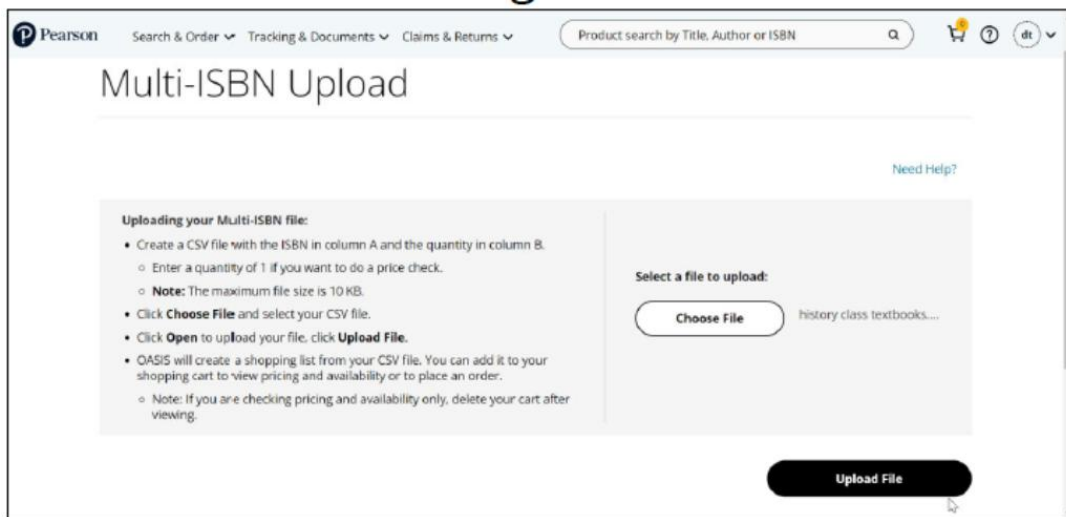 Pearson
Search & Order
Tracking & Documents
Claims & Returns
Product search by Title, Author or ISBN
0
dt
Multi-ISBN Upload
Need Help?
Uploading your Multi-ISBN file:
• Create a CSV file with the ISBN in column A and the quantity in column B.
○ Enter a quantity of 1 if you want to do a price check.
○ Note: The maximum file size is 10 KB.
• Click Choose File and select your CSV file.
• Click Open to upload your file, click Upload File.
• OASIS will create a shopping list from your CSV file. You can add it to your
shopping cart to view pricing and availability or to place an order.
○ Note: If you are checking pricing and availability only, delete your cart after
viewing.
Select a file to upload:
Choose File
history class textbooks....
Upload File